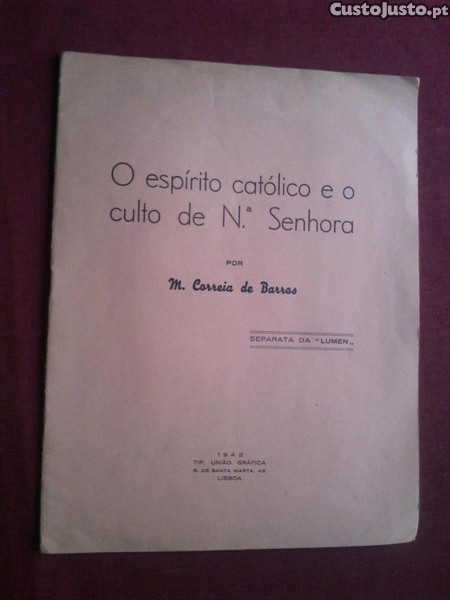 CustoJusto.pt
O espírito católico e o
culto de N.ª Senhora
POR
M. Correia de Barros
SEPARATA DA "LUMEN„
TIP. UNIÃO GRÁFICA
R. DE SANTA MARTA, 48
LISBOA